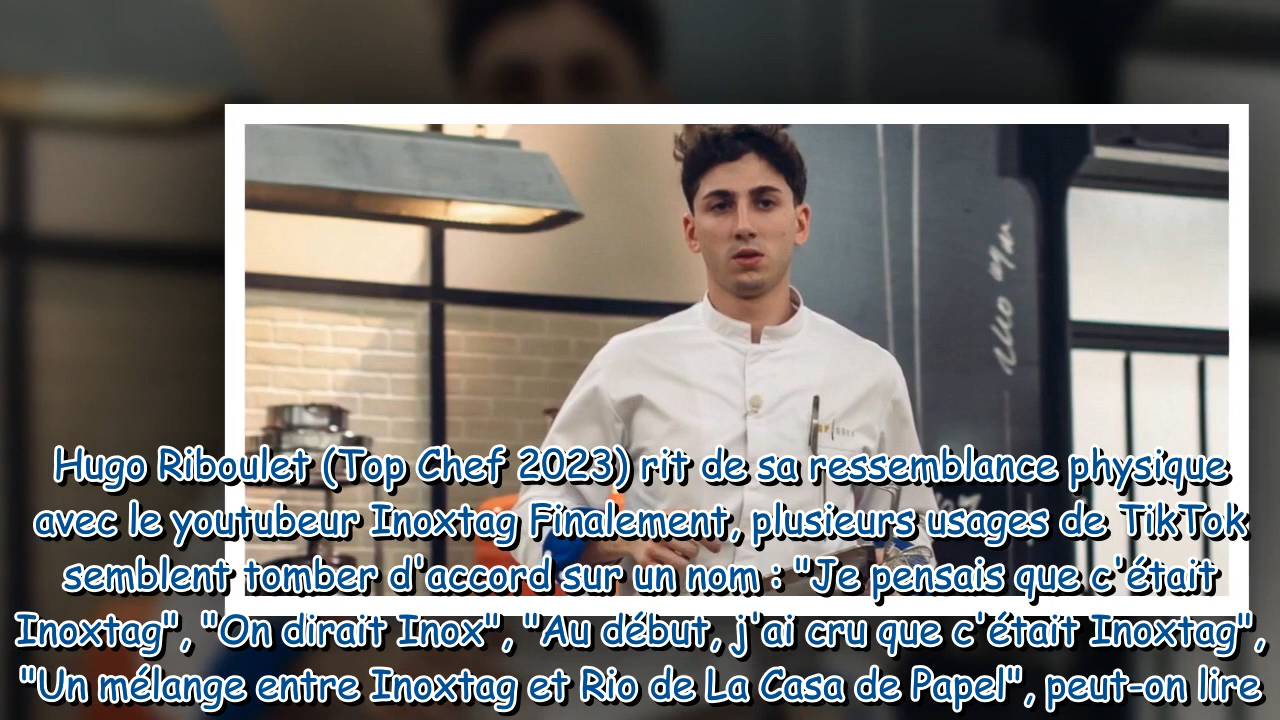 Hugo Riboulet (Top Chef 2023) rit de sa ressemblance physique
avec le youtubeur Inoxtag Finalement, plusieurs usages de TikTok
semblent tomber d'accord sur un nom : "Je pensais que c'était
Inoxtag", "On dirait Inox", "Au début, j'ai cru que c'était Inoxtag",
"Un mélange entre Inoxtag et Rio de La Casa de Papel", peut-on lire